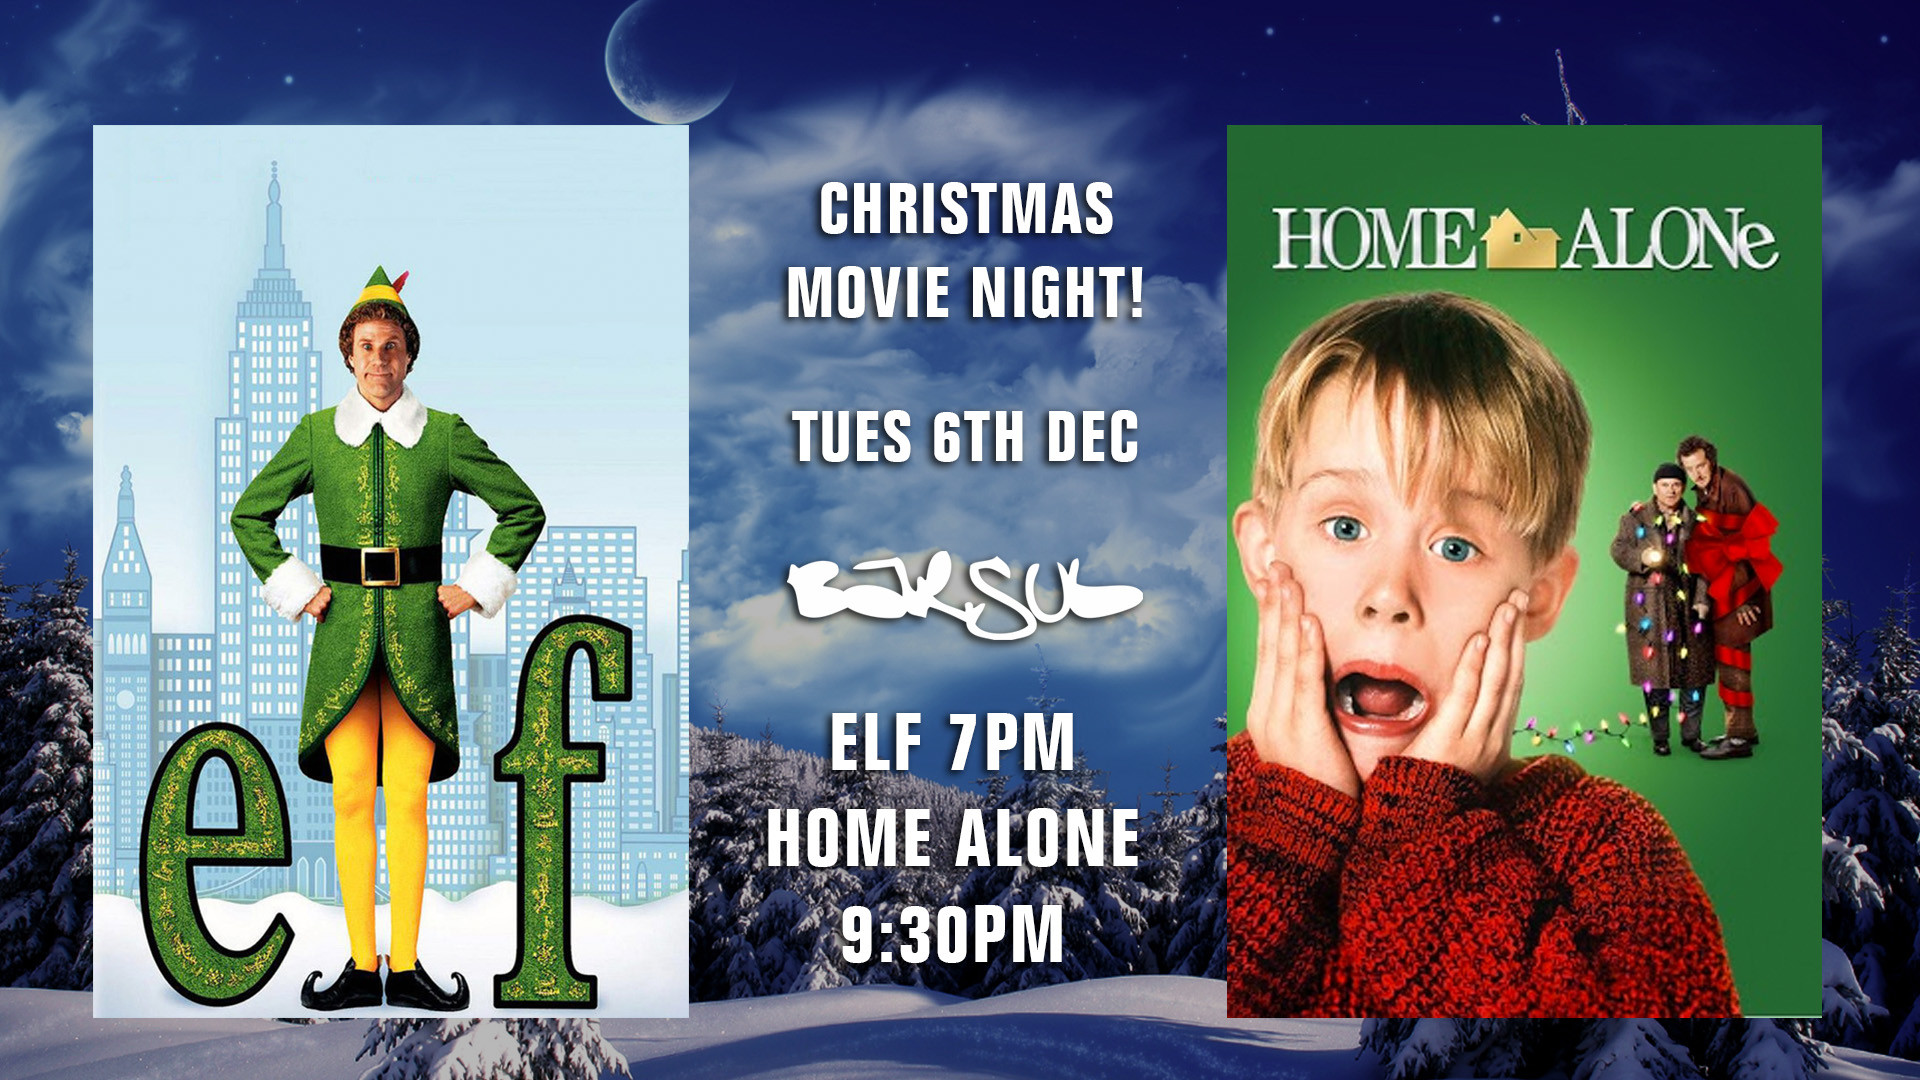 CHRISTMAS
MOVIE NIGHT!
TUES 6TH DEC
BARSUB
ELF 7PM
HOME ALONE
9:30PM
elf
HOME ALONe